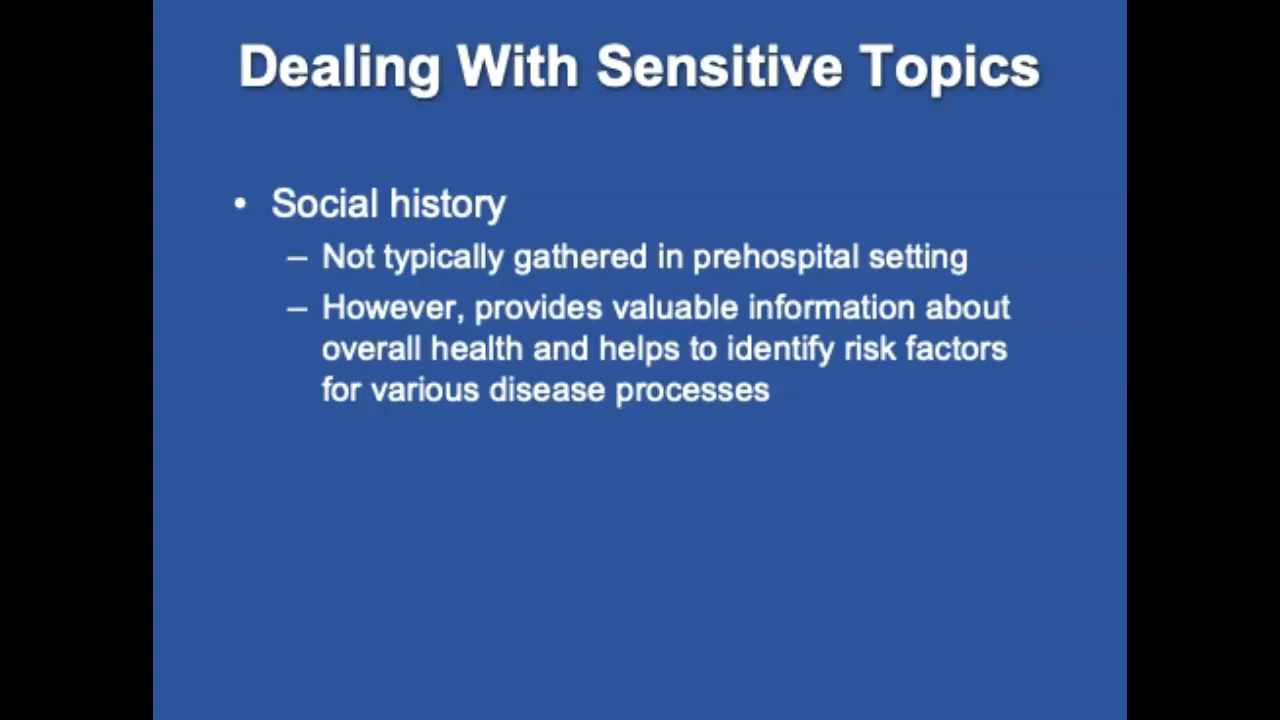 Dealing With Sensitive Topics
• Social history
– Not typically gathered in prehospital setting
– However, provides valuable information about
overall health and helps to identify risk factors
for various disease processes